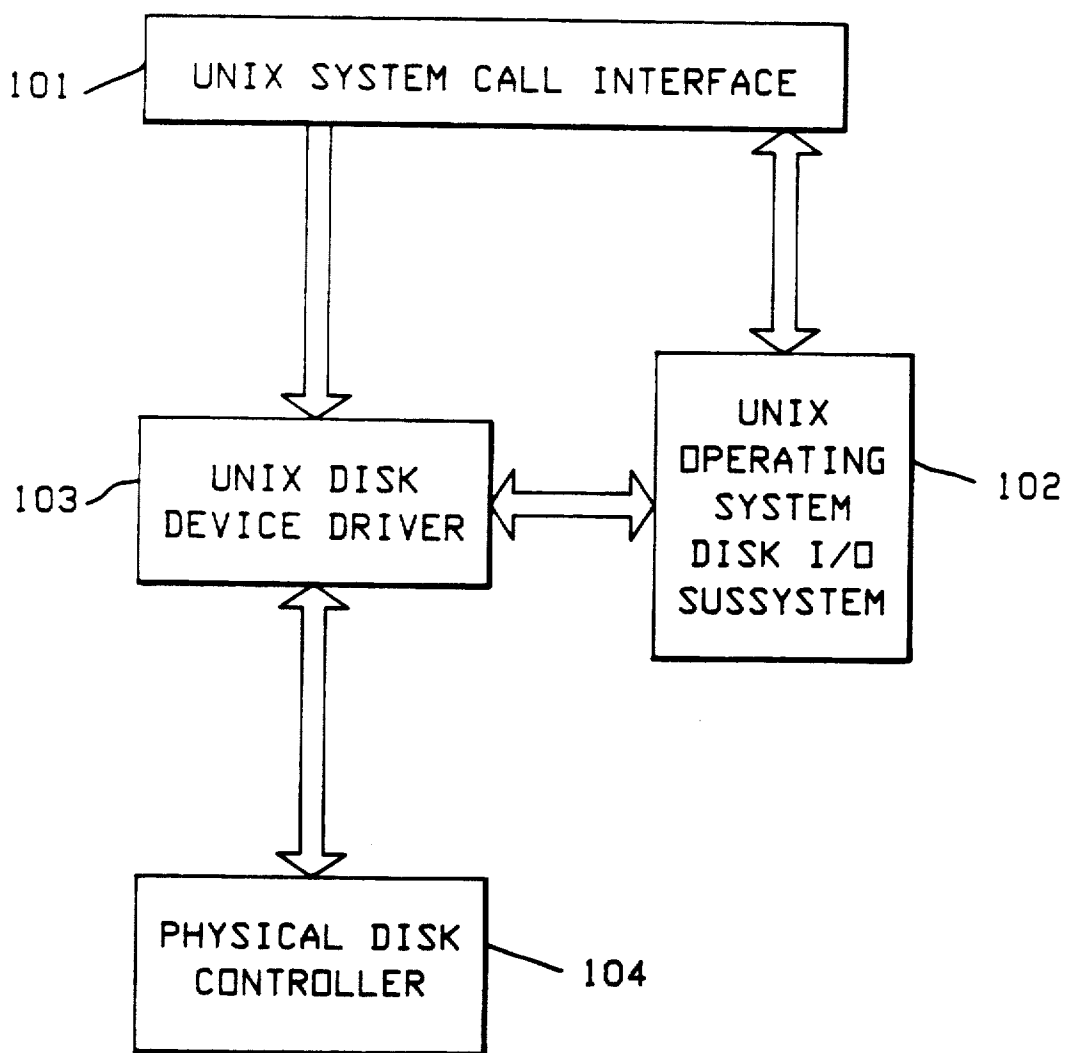 101
UNIX SYSTEM CALL INTERFACE
UNIX
OPERATING
SYSTEM
DISK I/O
SUSSYSTEM
102
103
UNIX DISK
DEVICE DRIVER
PHYSICAL DISK
CONTROLLER
104